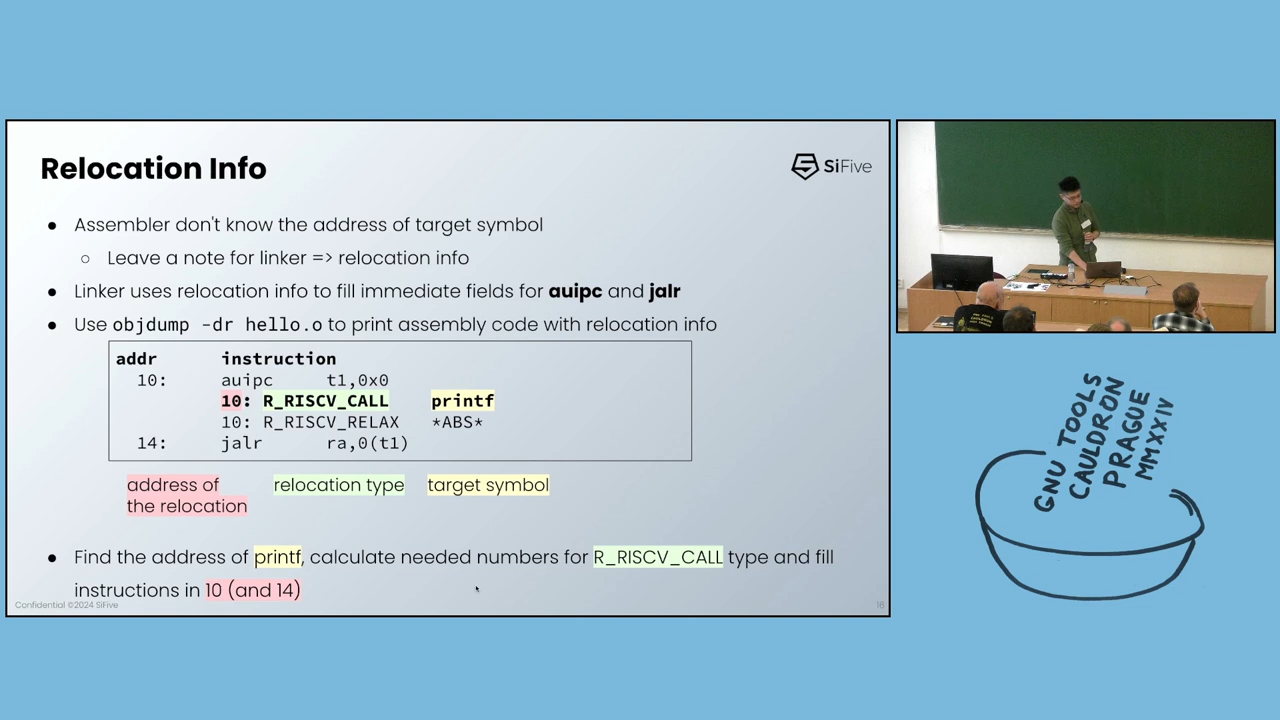 Relocation Info
SiFive
● Assembler don't know the address of target symbol
○ Leave a note for linker => relocation info
● Linker uses relocation info to fill immediate fields for auipc and jalr
● Use objdump -dr hello.o to print assembly code with relocation info
addr instruction
10: auipc t1,0x0
10: R_RISCV_CALL printf
10: R_RISCV_RELAX *ABS*
14: jalr ra,0(t1)
address of
the relocation
relocation type
target symbol
● Find the address of printf, calculate needed numbers for R_RISCV_CALL type and fill
instructions in 10 (and 14)
Confidential ©2024 SiFive
GNU TOOLS
CAULDRON
PRAGUE
MMXXIV